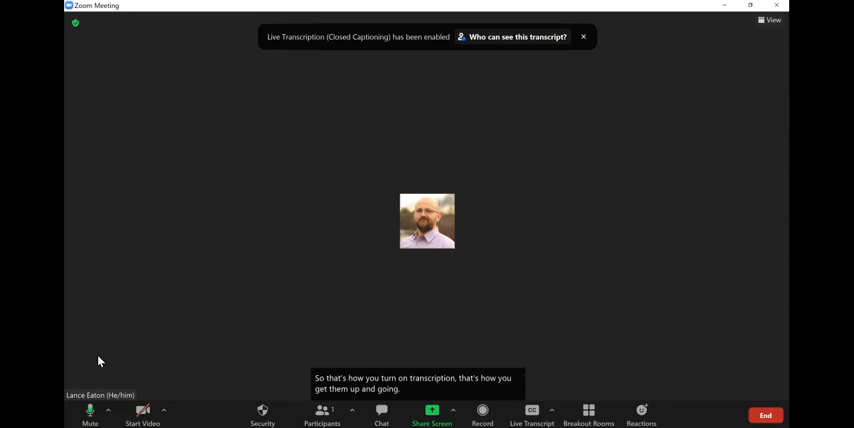 Zoom Meeting
View
Live Transcription (Closed Captioning) has been enabled Who can see this transcript?
So that's how you turn on transcription, that's how you
get them up and going.
Lance Eaton (He/him)
1
CC
Mute Start Video Security Participants Chat Share Screen Record Live Transcript Breakout Rooms Reactions End